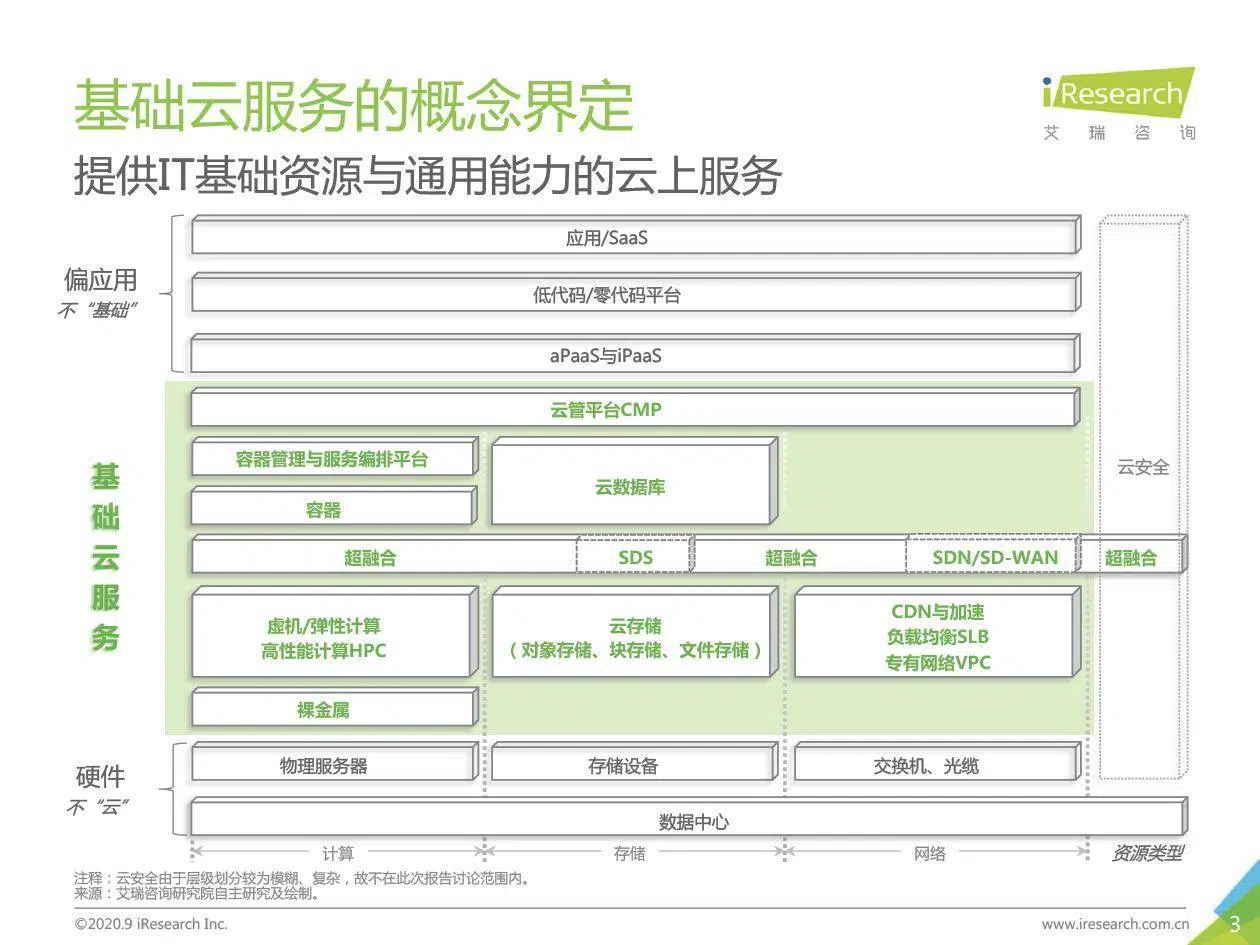 基础云服务的概念界定
iResearch
艾瑞咨询
提供IT基础资源与通用能力的云上服务
应用/SaaS
偏应用
不“基础”
低代码/零代码平台
aPaaS与iPaaS
云管平台CMP
容器管理与服务编排平台
云数据库
云安全
容器
基础云服务
超融合
SDS
超融合
SDN/SD-WAN
超融合
虚机/弹性计算
高性能计算HPC
云存储
（对象存储、块存储、文件存储）
CDN与加速
负载均衡SLB
专有网络VPC
裸金属
硬件
不“云”
物理服务器
存储设备
交换机、光缆
数据中心
计算
存储
网络
资源类型
注释：云安全由于层级划分较为模糊、复杂，故不在此次报告讨论范围内。
来源：艾瑞咨询研究院自主研究及绘制。
©2020.9 iResearch Inc.
www.iresearch.com.cn
3